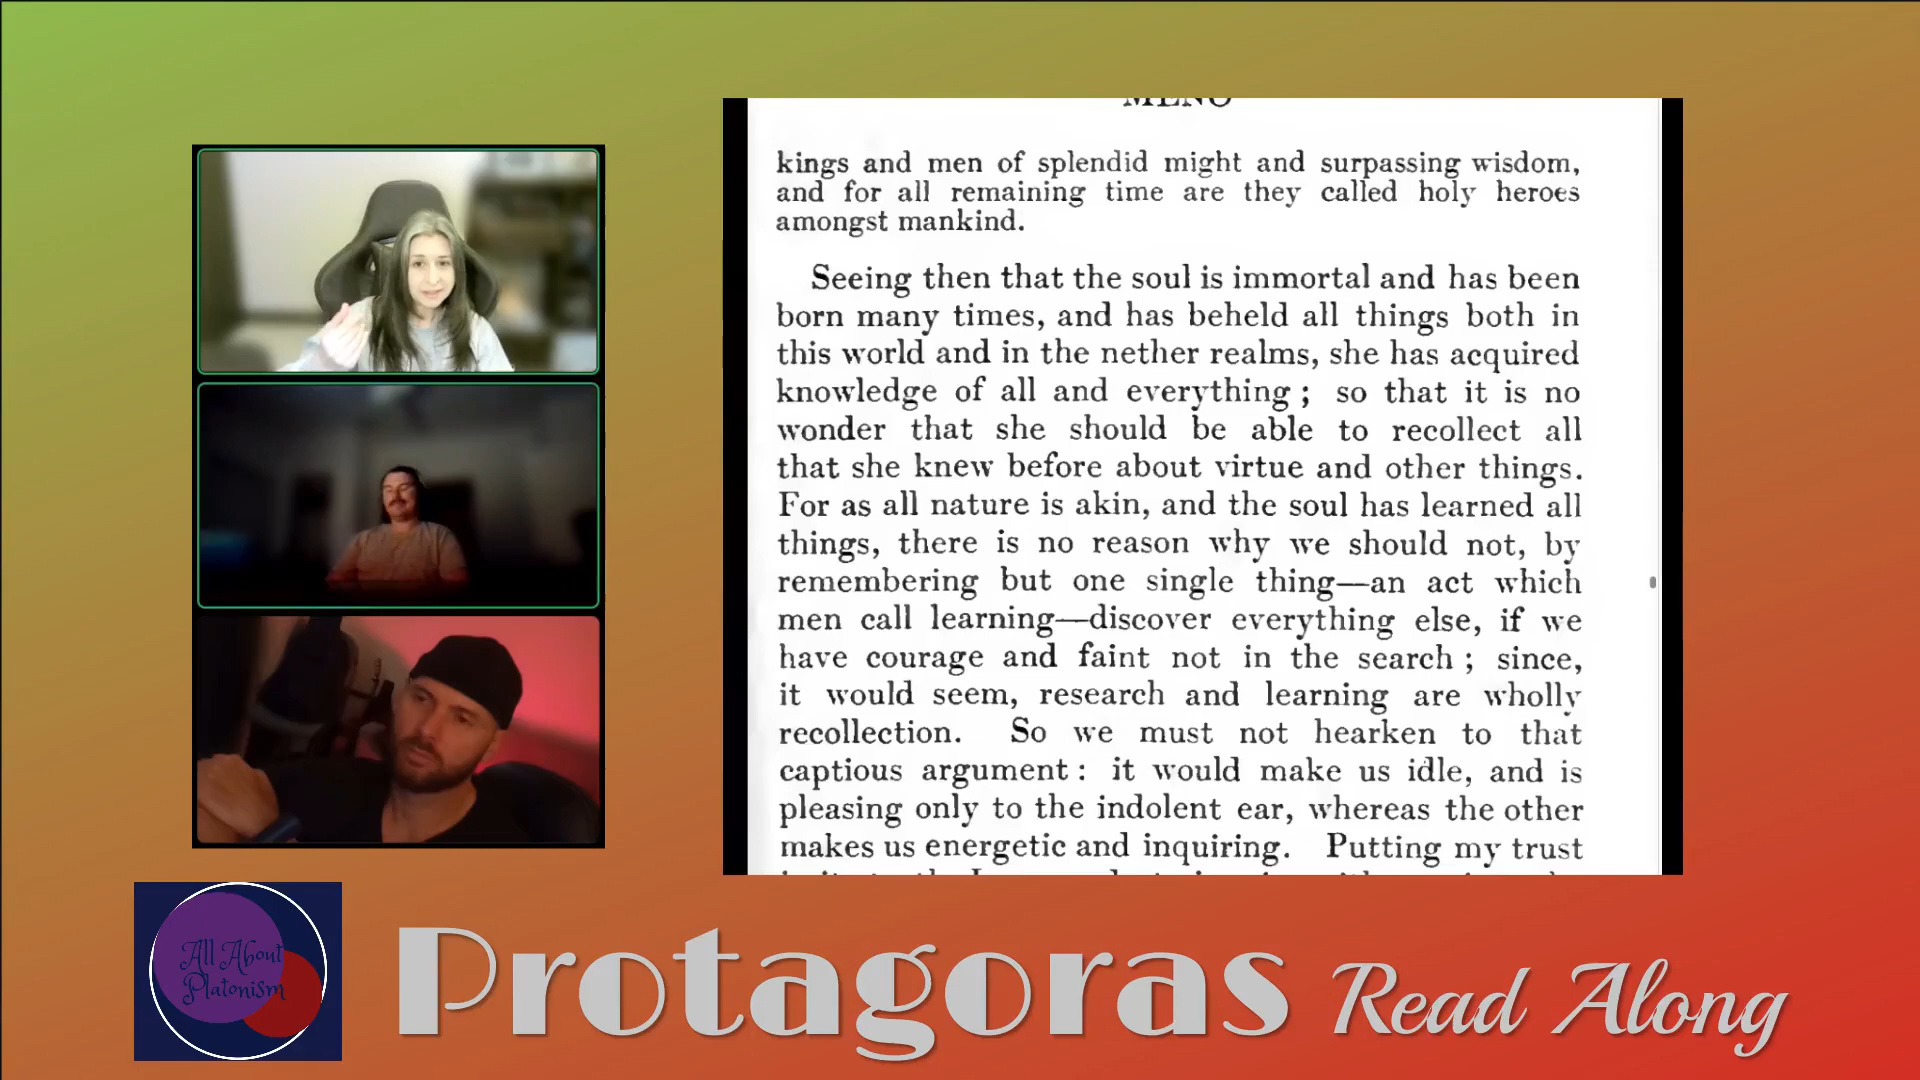 MENO
kings and men of splendid might and surpassing wisdom,
and for all remaining time are they called holy heroes
amongst mankind.
Seeing then that the soul is immortal and has been
born many times, and has beheld all things both in
this world and in the nether realms, she has acquired
knowledge of all and everything ; so that it is no
wonder that she should be able to recollect all
that she knew before about virtue and other things.
For as all nature is akin, and the soul has learned all
things, there is no reason why we should not, by
remembering but one single thing—an act which
men call learning—discover everything else, if we
have courage and faint not in the search ; since,
it would seem, research and learning are wholly
recollection. So we must not hearken to that
captious argument : it would make us idle, and is
pleasing only to the indolent ear, whereas the other
makes us energetic and inquiring. Putting my trust
All About
Platonism
Protagoras Read Along